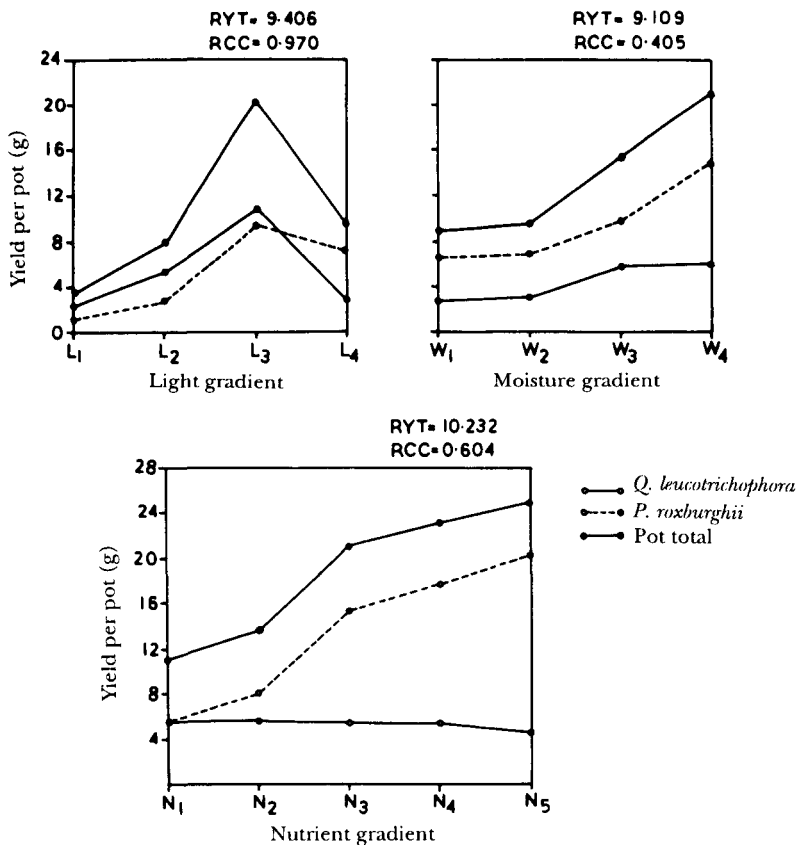 RYT= 9·406
RCC= 0·970
RYT= 9·109
RCC= 0·405
Yield per pot (g)
24
20
16
12
8
4
0
L1 L2 L3 L4
Light gradient
W1 W2 W3 W4
Moisture gradient
RYT= 10·232
RCC= 0·604
Yield per pot (g)
28
24
20
16
12
8
4
N1 N2 N3 N4 N5
Nutrient gradient
Q. leucotrichophora
P. roxburghii
Pot total